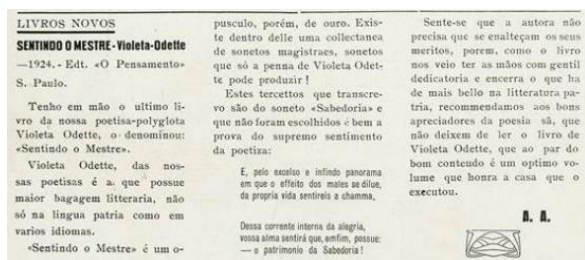 LIVROS NOVOS
SENTINDO O MESTRE - Violeta-Odette
—1924. - Edt. «O Pensamento»
S. Paulo.
Tenho em mão o ultimo li-
vro da nossa poetisa-polyglota
Violeta Odette, o denominou:
«Sentindo o Mestre».
Violeta Odette, das nos-
sas poetisas é a que possue
maior bagagem litteraria, não
só na lingua patria como em
varios idiomas.
«Sentindo o Mestre» é um o-
pusculo, porém, de ouro. Exis-
te dentro delle uma collectanea
de sonetos magistraes, sonetos
que só a penna de Violeta Odet-
te pode produzir !
Estes tercettos que transcre-
vo são do soneto «Sabedoria» e
que não foram escolhidos é bem a
prova do supremo sentimento
da poetiza:
E, pelo excelso e infindo panorama
em que o effeito dos males se dilue,
da propria vida sentireis a chamma,
Dessa corrente interna da alegria,
vossa alma sentirá que, emfim, possue:
— o patrimonio da Sabedoria !
Sente-se que a autora não
precisa que se enalteçam os seus
meritos, porem, como o livro
nos veio ter as mãos com gentil
dedicatoria e encerra o que ha
de mais bello na litteratura pa-
tria, recommendamos aos bons
apreciadores da poesia sã, que
não deixem de ler o livro de
Violeta Odette, que ao par do
bom conteudo é um optimo vo-
lume que honra a casa que o
executou.
A. A.